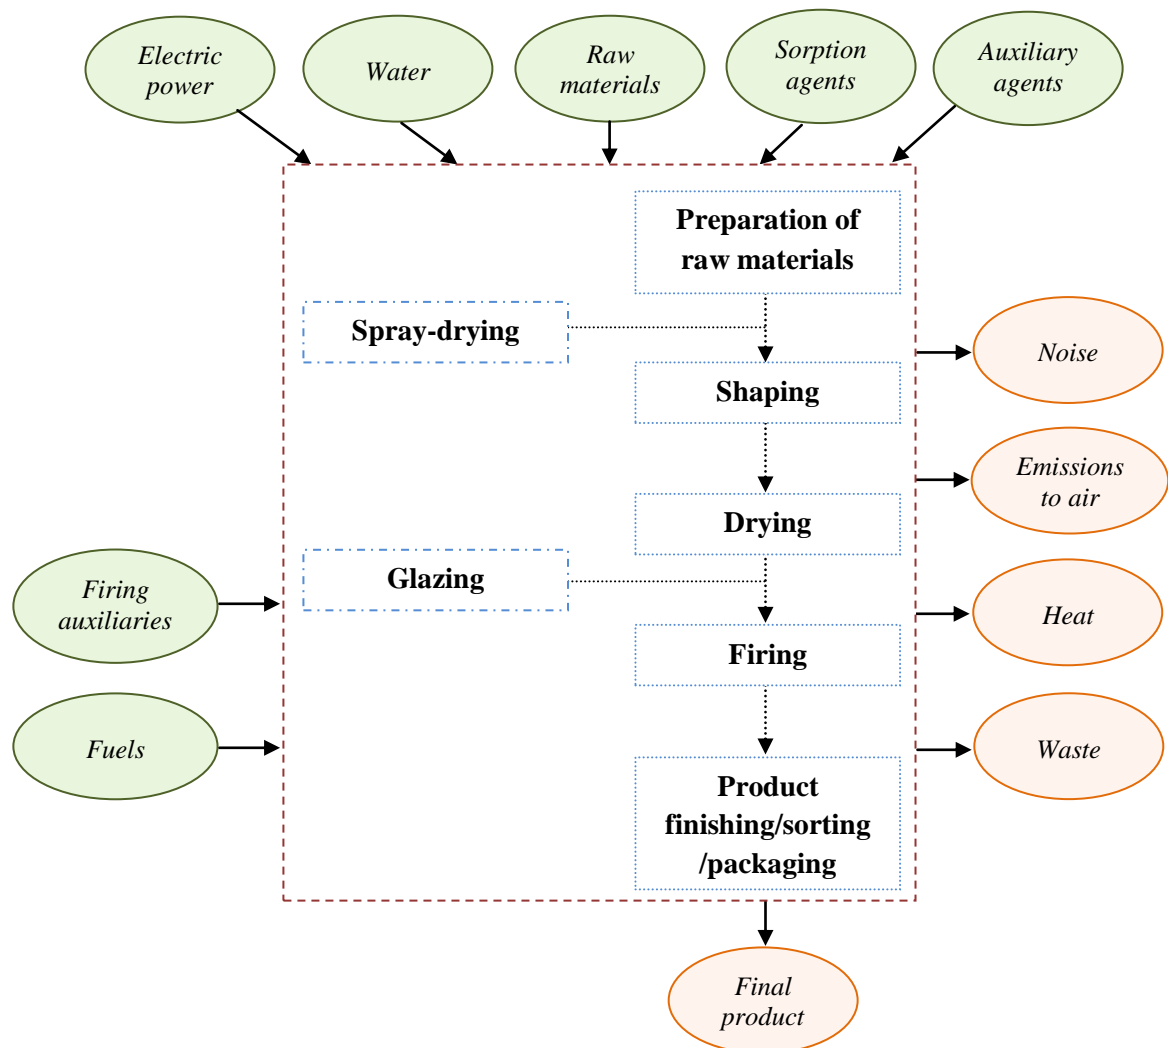 Electric
power
Water
Raw
materials
Sorption
agents
Auxiliary
agents
Preparation of
raw materials
Spray-drying
Noise
Shaping
Emissions
to air
Drying
Glazing
Firing
auxiliaries
Heat
Firing
Fuels
Waste
Product
finishing/sorting
/packaging
Final
product